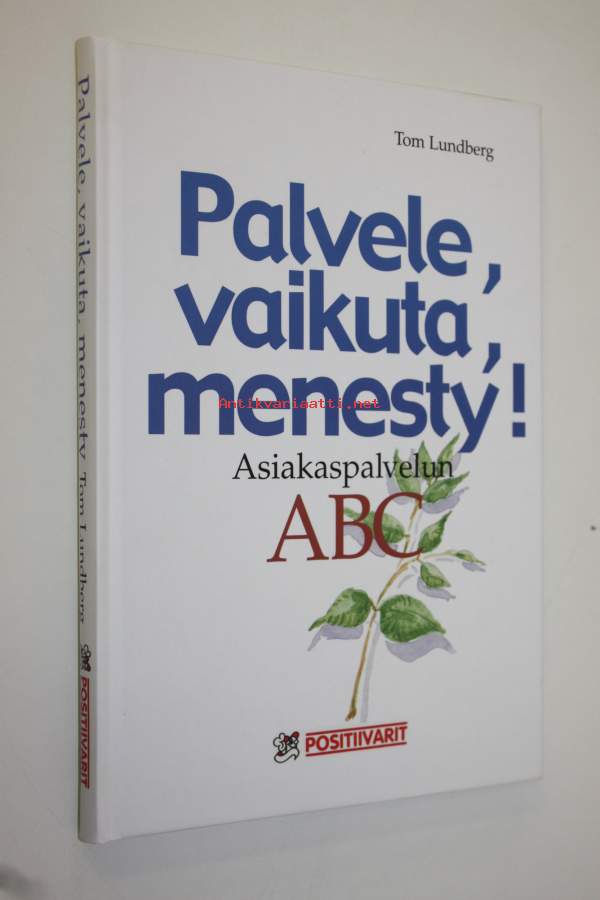 Tom Lundberg
Palvele,
vaikuta,
menesty!
Antikvariaatti.net
Asiakaspalvelun
ABC
POSITIIVARIT
Palvele, vaikuta, menesty Tom Lundberg
POSITIIVARIT